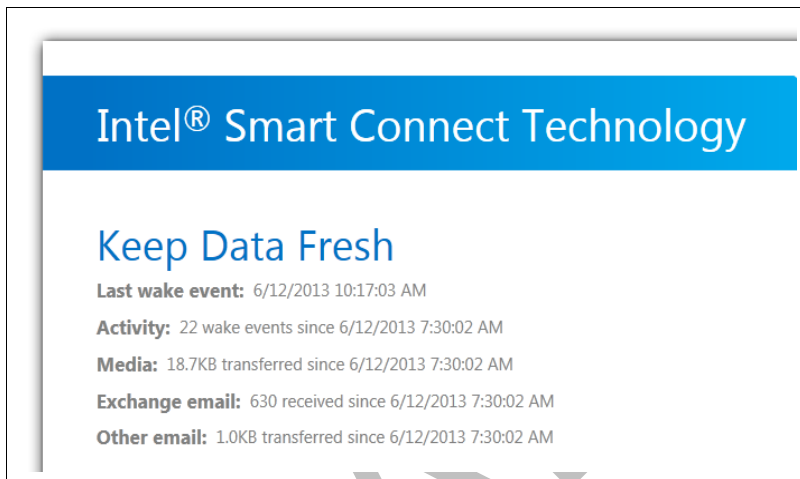 Intel® Smart Connect Technology
Keep Data Fresh
Last wake event: 6/12/2013 10:17:03 AM
Activity: 22 wake events since 6/12/2013 7:30:02 AM
Media: 18.7KB transferred since 6/12/2013 7:30:02 AM
Exchange email: 630 received since 6/12/2013 7:30:02 AM
Other email: 1.0KB transferred since 6/12/2013 7:30:02 AM